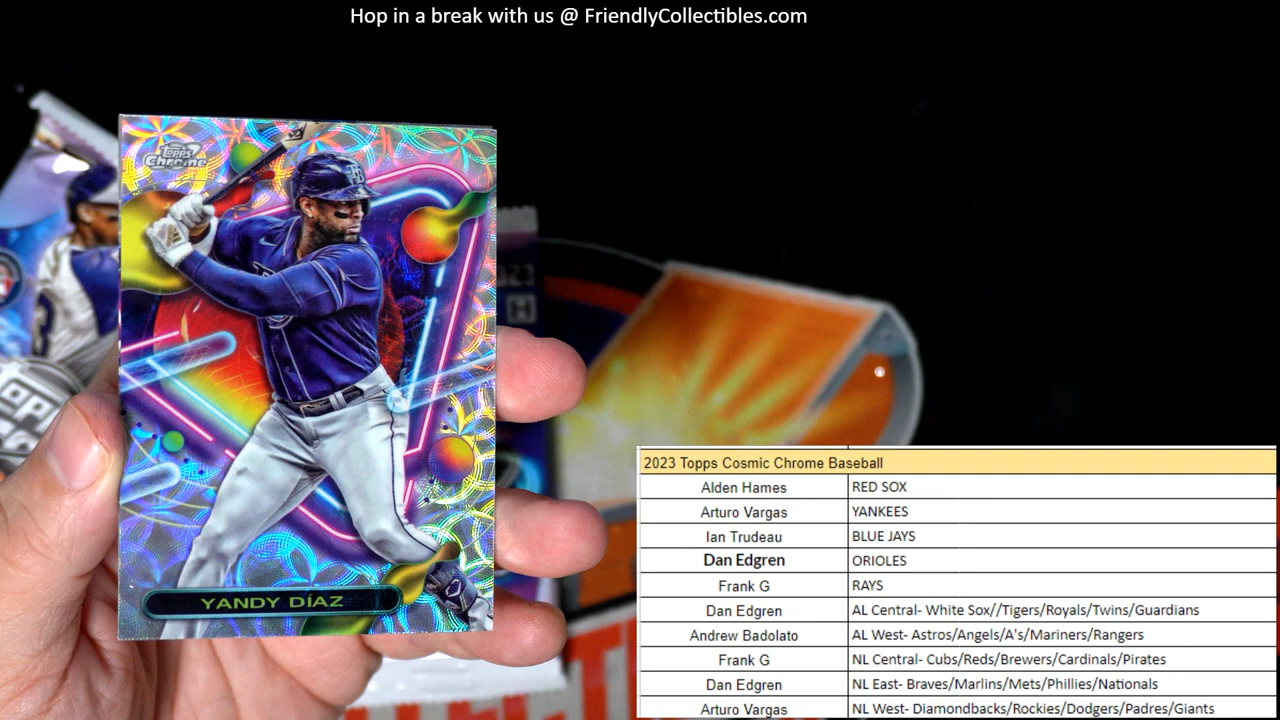 Hop in a break with us @ FriendlyCollectibles.com
Topps
Chrome
YANDY DÍAZ
2023 Topps Cosmic Chrome Baseball
Alden Hames RED SOX
Arturo Vargas YANKEES
Ian Trudeau BLUE JAYS
Dan Edgren ORIOLES
Frank G RAYS
Dan Edgren AL Central- White Sox//Tigers/Royals/Twins/Guardians
Andrew Badolato AL West- Astros/Angels/A's/Mariners/Rangers
Frank G NL Central- Cubs/Reds/Brewers/Cardinals/Pirates
Dan Edgren NL East- Braves/Marlins/Mets/Phillies/Nationals
Arturo Vargas NL West- Diamondbacks/Rockies/Dodgers/Padres/Giants